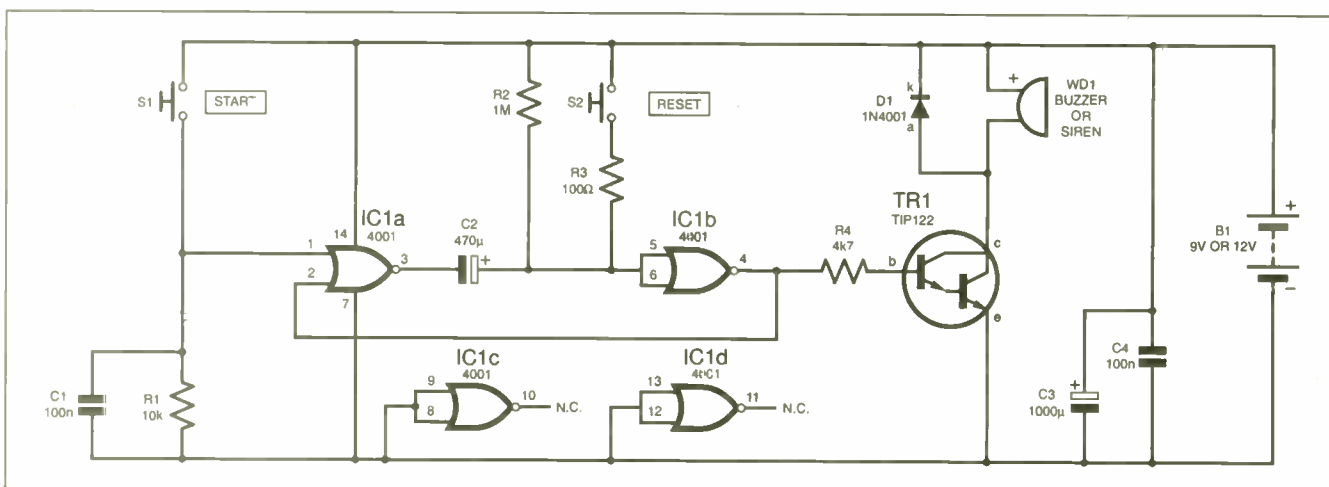 S1
START
R2
1M
S2
RESET
R3
100Ω
D1
1N4001
k
a
+
WD1
BUZZER
OR
SIREN
IC1a
4001
14
1
2
3
7
C2
470μ
+
IC1b
4001
5
6
4
R4
4k7
TR1
TIP122
b
c
e
B1
9V OR 12V
+
−
C1
100n
R1
10k
IC1c
4001
9
8
10
N.C.
IC1d
4001
13
12
11
N.C.
C3
1000μ
+
C4
100n